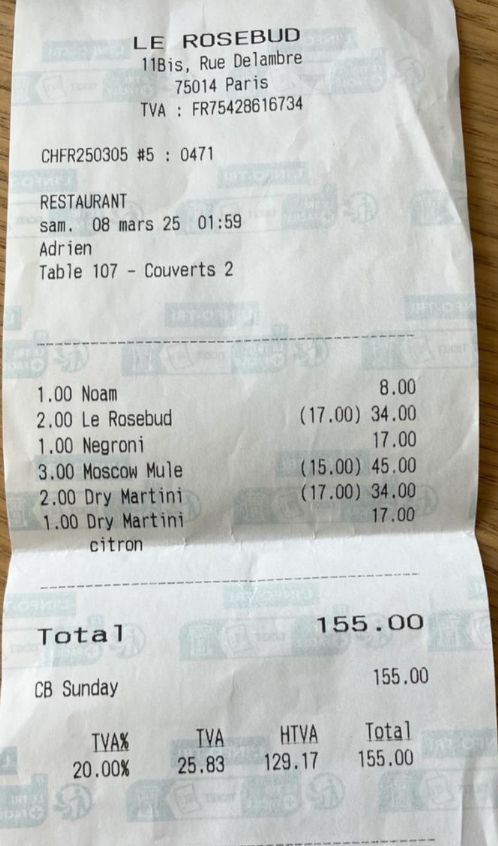 LE ROSEBUD
11Bis, Rue Delambre
75014 Paris
TVA : FR75428616734
CHFR250305 #5 : 0471
RESTAURANT
sam. 08 mars 25 01:59
Adrien
Table 107 - Couverts 2
1.00 Noam 8.00
2.00 Le Rosebud (17.00) 34.00
1.00 Negroni 17.00
3.00 Moscow Mule (15.00) 45.00
2.00 Dry Martini (17.00) 34.00
1.00 Dry Martini 17.00
citron
Total 155.00
CB Sunday 155.00
TVA% TVA HTVA Total
20.00% 25.83 129.17 155.00